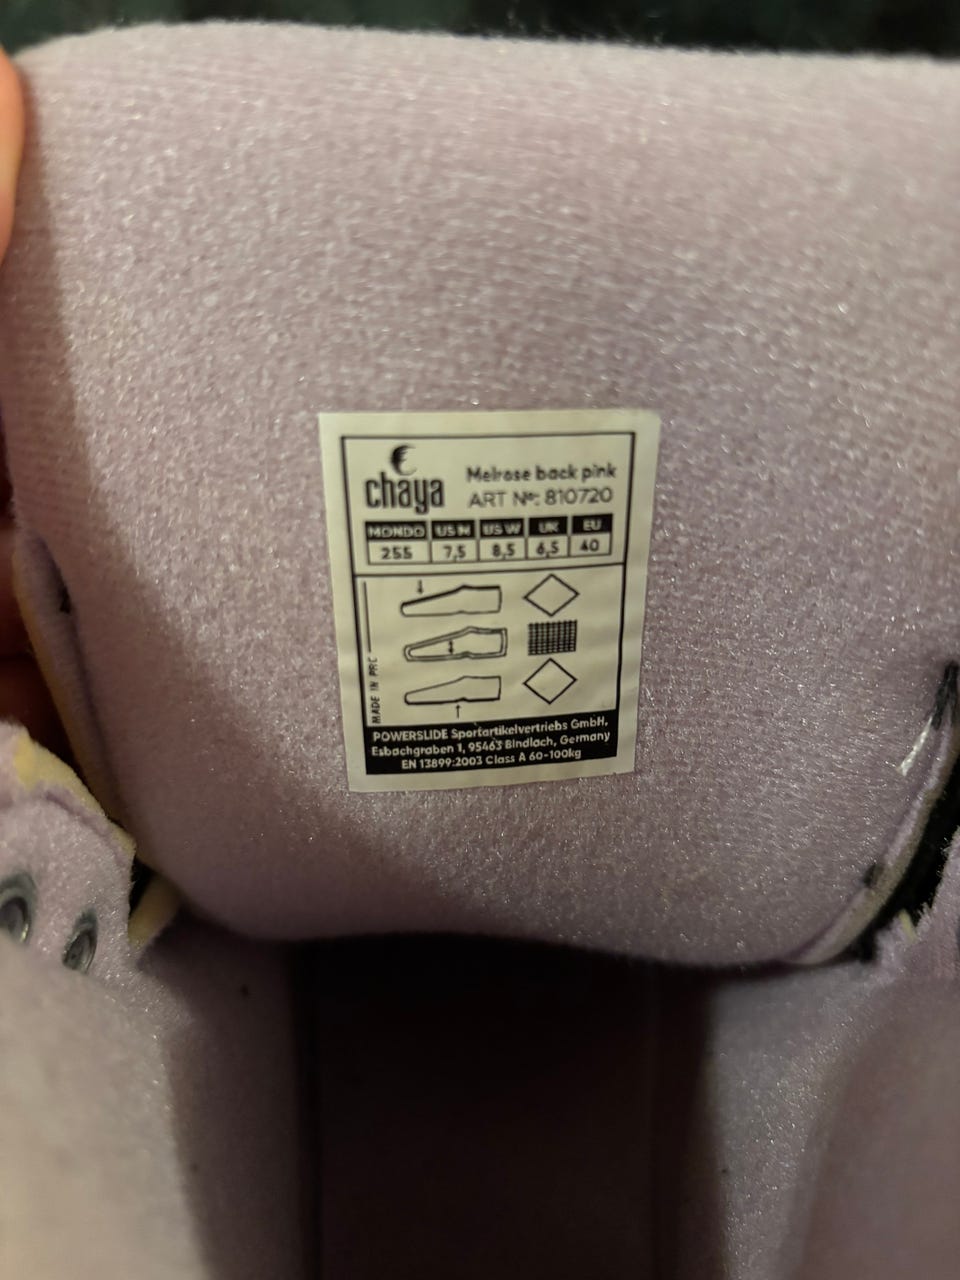 chaya
Melrose back pink
ART Nº: 810720
MONDO US M US W UK EU
255 7,5 8,5 6,5 40
MADE IN PRC
POWERSLIDE Sportartikelvertriebs GmbH,
Esbachgraben 1, 95463 Bindlach, Germany
EN 13899:2003 Class A 60-100kg